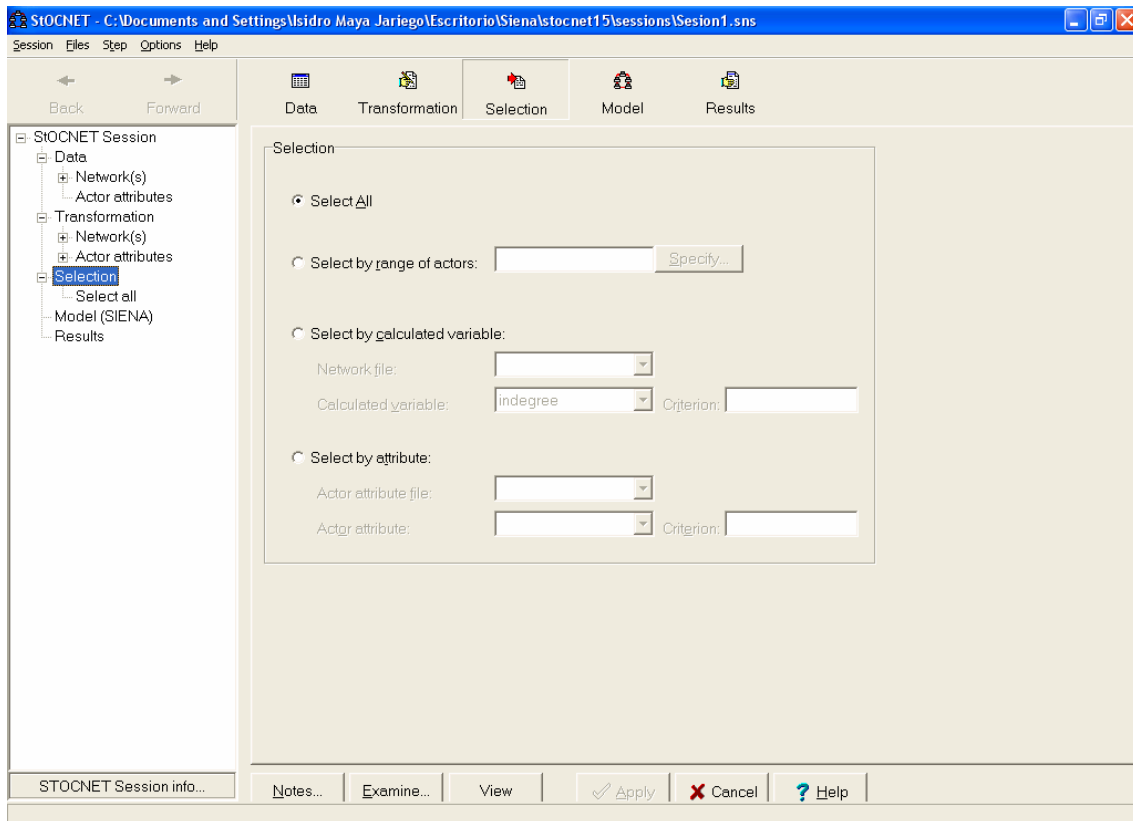 StOCNET - C:\Documents and Settings\Isidro Maya Jariego\Escritorio\Siena\stocnet15\sessions\Sesion1.sns
Session Files Step Options Help
Back Forward Data Transformation Selection Model Results
StOCNET Session
Data
Network(s)
Actor attributes
Transformation
Network(s)
Actor attributes
Selection
Select all
Model (SIENA)
Results
Selection
Select All
Select by range of actors: Specify...
Select by calculated variable:
Network file:
Calculated variable: indegree Criterion:
Select by attribute:
Actor attribute file:
Actor attribute: Criterion:
STOCNET Session info...
Notes... Examine... View Apply Cancel ? Help